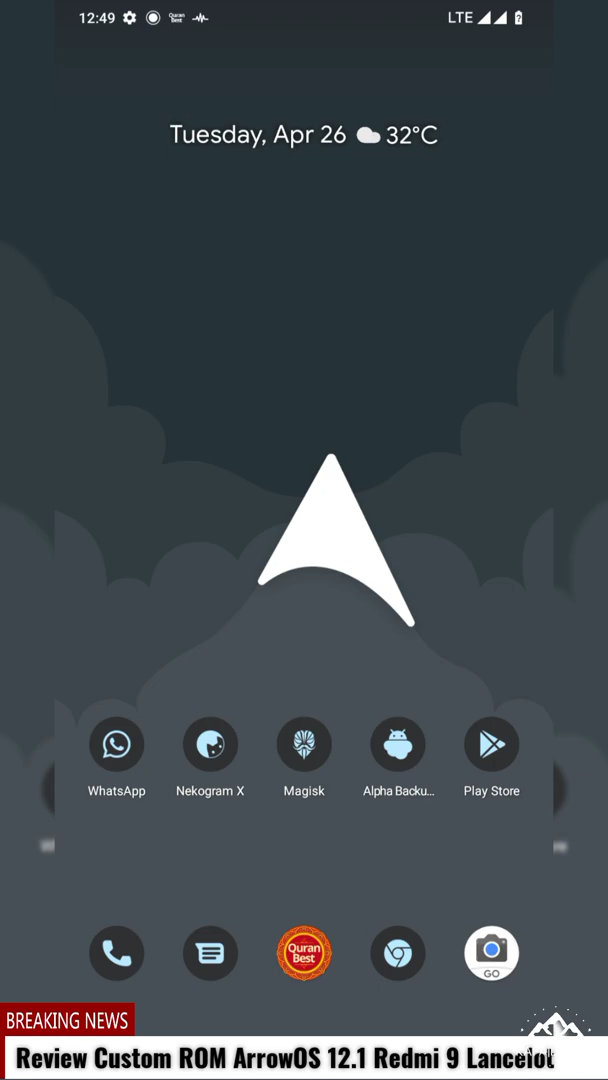 12:49 Quran Best LTE
Tuesday, Apr 26 32°C
WhatsApp Nekogram X Magisk Alpha Backu... Play Store
Quran
Best
GO
BREAKING NEWS
Review Custom ROM ArrowOS 12.1 Redmi 9 Lancelot